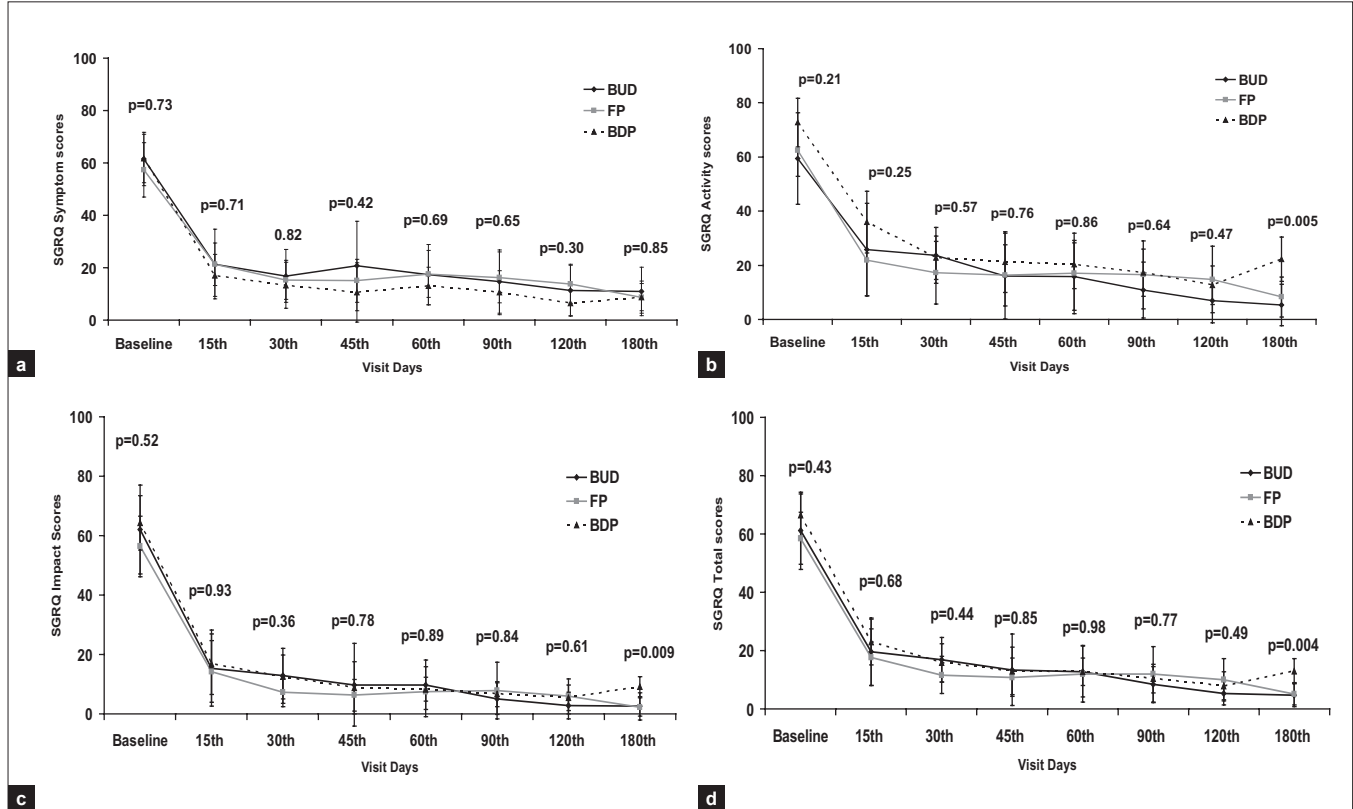 100
80
60
40
20
0
SGRQ Symptom scores
p=0.73
p=0.71
0.82
p=0.42
p=0.69
p=0.65
p=0.30
p=0.85
BUD
FP
BDP
Baseline 15th 30th 45th 60th 90th 120th 180th
Visit Days
a
100
80
60
40
20
0
SGRQ Activity scores
p=0.21
p=0.25
p=0.57
p=0.76
p=0.86
p=0.64
p=0.47
p=0.005
BUD
FP
BDP
Baseline 15th 30th 45th 60th 90th 120th 180th
Visit Days
b
100
80
60
40
20
0
SGRQ Impact Scores
p=0.52
p=0.93
p=0.36
p=0.78
p=0.89
p=0.84
p=0.61
p=0.009
BUD
FP
BDP
Baseline 15th 30th 45th 60th 90th 120th 180th
Visit Days
c
100
80
60
40
20
0
SGRQ Total scores
p=0.43
p=0.68
p=0.44
p=0.85
p=0.98
p=0.77
p=0.49
p=0.004
BUD
FP
BDP
Baseline 15th 30th 45th 60th 90th 120th 180th
Visit Days
d